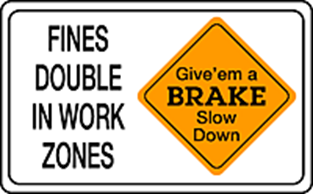 FINES
DOUBLE
IN WORK
ZONES
Give'em a
BRAKE
Slow
Down